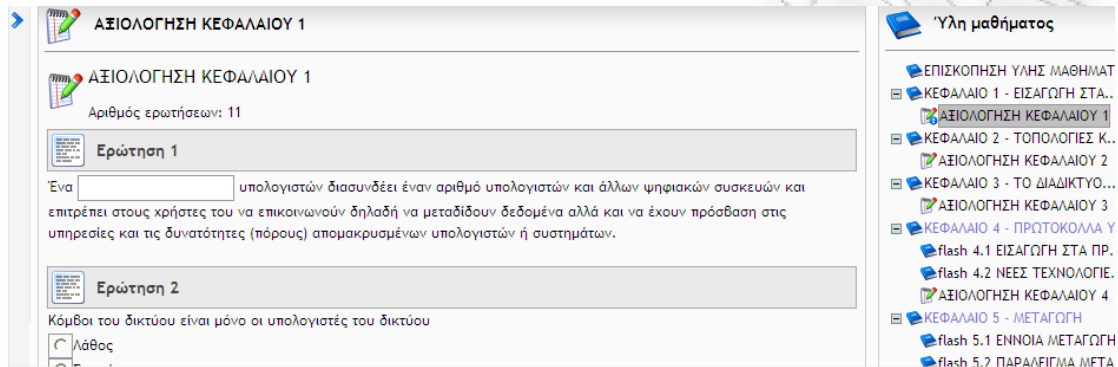 ΑΞΙΟΛΟΓΗΣΗ ΚΕΦΑΛΑΙΟΥ 1
ΑΞΙΟΛΟΓΗΣΗ ΚΕΦΑΛΑΙΟΥ 1
Αριθμός ερωτήσεων: 11
Ερώτηση 1
Ένα υπολογιστών διασυνδέει έναν αριθμό υπολογιστών και άλλων ψηφιακών συσκευών και
επιτρέπει στους χρήστες του να επικοινωνούν δηλαδή να μεταδίδουν δεδομένα αλλά και να έχουν πρόσβαση στις
υπηρεσίες και τις δυνατότητες (πόρους) απομακρυσμένων υπολογιστών ή συστημάτων.
Ερώτηση 2
Κόμβοι του δικτύου είναι μόνο οι υπολογιστές του δικτύου
Λάθος
Ύλη μαθήματος
ΕΠΙΣΚΟΠΗΣΗ ΥΛΗΣ ΜΑΘΗΜΑΤ
ΚΕΦΑΛΑΙΟ 1 - ΕΙΣΑΓΩΓΗ ΣΤΑ..
ΑΞΙΟΛΟΓΗΣΗ ΚΕΦΑΛΑΙΟΥ 1
ΚΕΦΑΛΑΙΟ 2 - ΤΟΠΟΛΟΓΙΕΣ Κ..
ΑΞΙΟΛΟΓΗΣΗ ΚΕΦΑΛΑΙΟΥ 2
ΚΕΦΑΛΑΙΟ 3 - ΤΟ ΔΙΑΔΙΚΤΥΟ...
ΑΞΙΟΛΟΓΗΣΗ ΚΕΦΑΛΑΙΟΥ 3
ΚΕΦΑΛΑΙΟ 4 - ΠΡΩΤΟΚΟΛΛΑ Υ
flash 4.1 ΕΙΣΑΓΩΓΗ ΣΤΑ ΠΡ.
flash 4.2 ΝΕΕΣ ΤΕΧΝΟΛΟΓΙΕ.
ΑΞΙΟΛΟΓΗΣΗ ΚΕΦΑΛΑΙΟΥ 4
ΚΕΦΑΛΑΙΟ 5 - ΜΕΤΑΓΩΓΗ
flash 5.1 ΕΝΝΟΙΑ ΜΕΤΑΓΩΓΗ
flash 5.2 ΠΑΡΑΔΕΙΓΜΑ ΜΕΤΑ